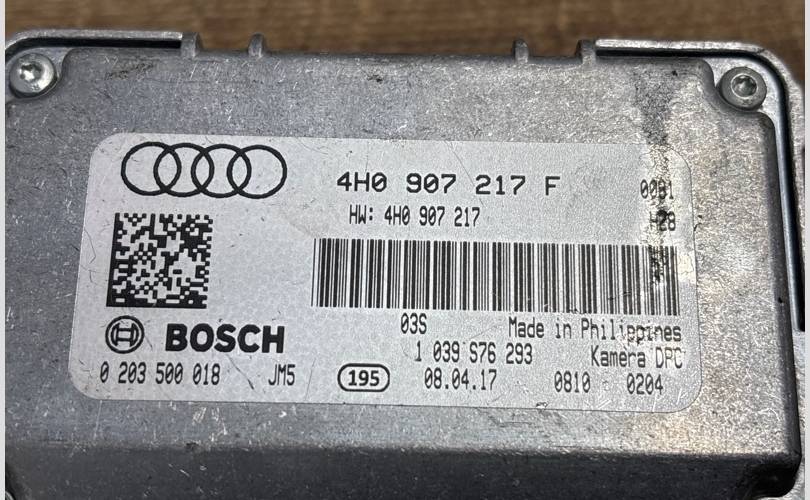 4H0 907 217 F
HW: 4H0 907 217
H28
03S Made in Philippines
BOSCH 1 039 S76 293 Kamera DPC
0 203 500 018 JM5 195 08.04.17 0810 0204